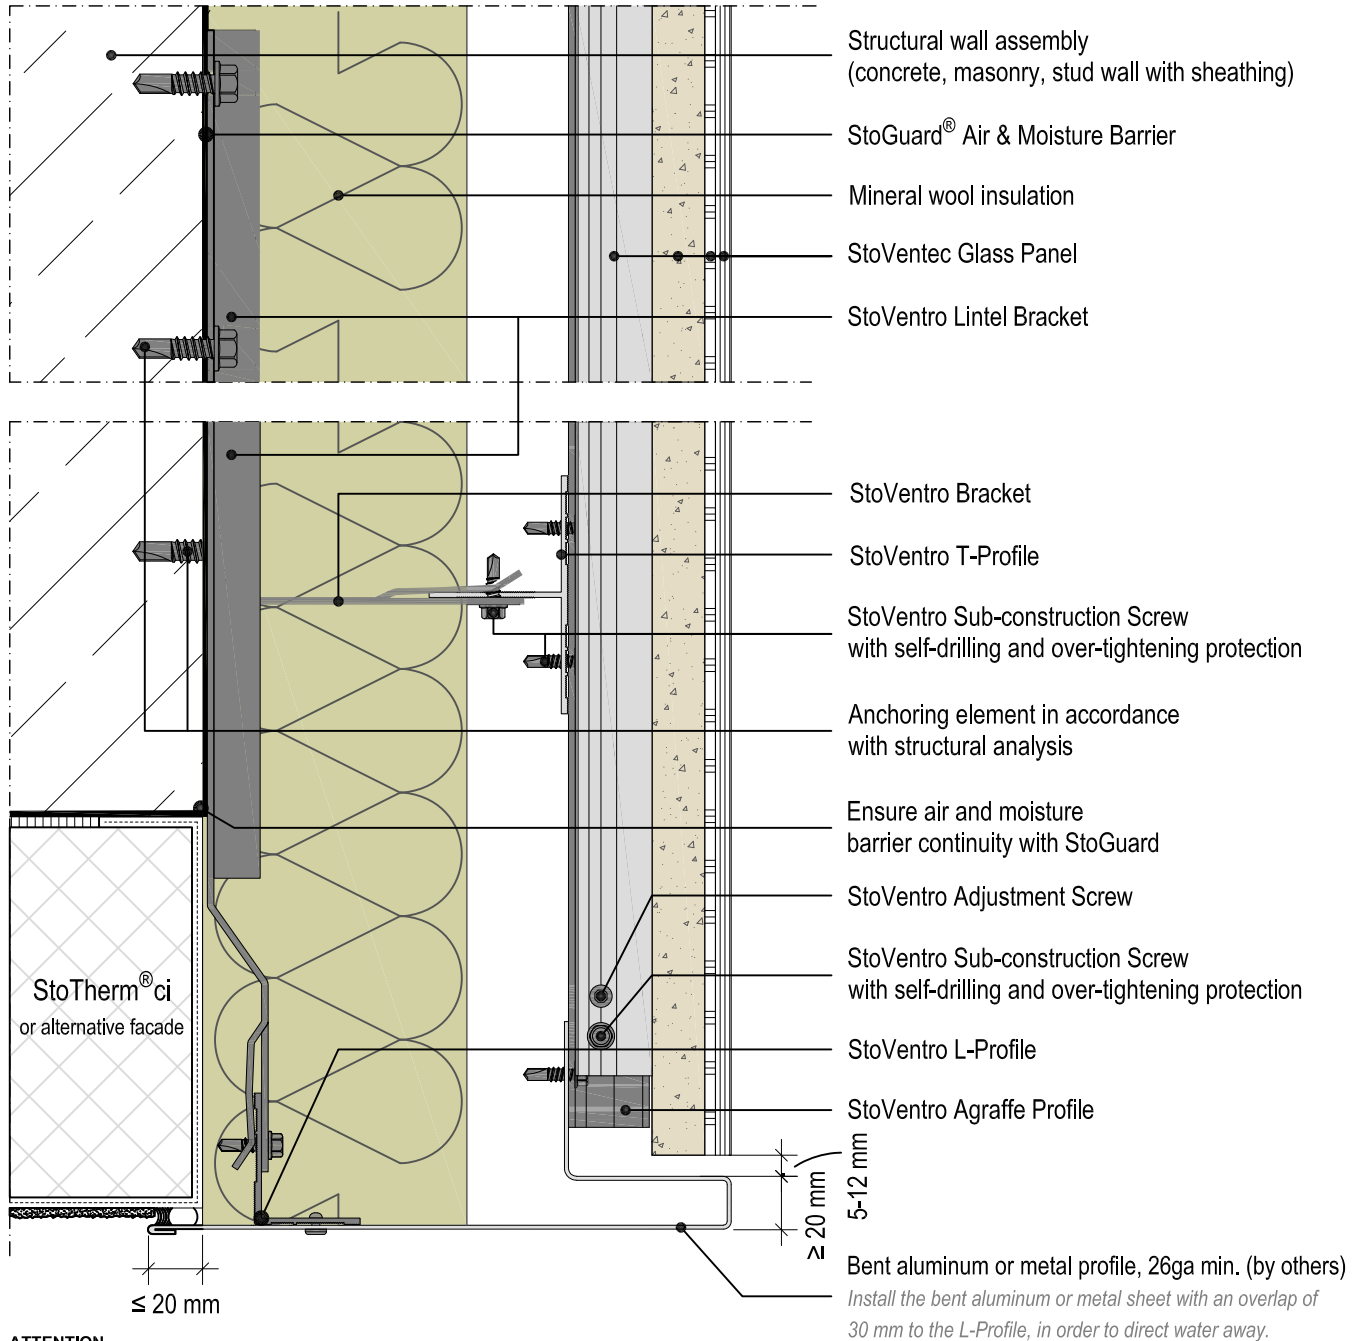 Structural wall assembly
(concrete, masonry, stud wall with sheathing)
StoGuard® Air & Moisture Barrier
Mineral wool insulation
StoVentec Glass Panel
StoVentro Lintel Bracket
StoVentro Bracket
StoVentro T-Profile
StoVentro Sub-construction Screw
with self-drilling and over-tightening protection
Anchoring element in accordance
with structural analysis
Ensure air and moisture
barrier continuity with StoGuard
StoVentro Adjustment Screw
StoVentro Sub-construction Screw
with self-drilling and over-tightening protection
StoTherm® ci
or alternative facade
StoVentro L-Profile
StoVentro Agraffe Profile
5-12 mm
≥ 20 mm
Bent aluminum or metal profile, 26ga min. (by others)
Install the bent aluminum or metal sheet with an overlap of
30 mm to the L-Profile, in order to direct water away.
≤ 20 mm
ATTENTION